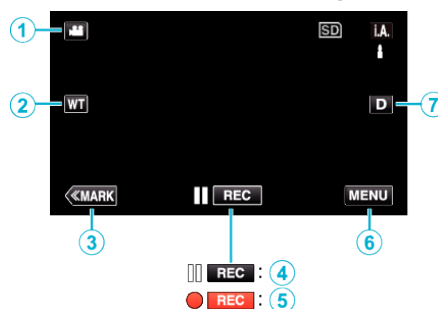 1
SD
i.A.
2
WT
D
7
≪MARK
REC
MENU
3
6
REC : 4
REC : 5